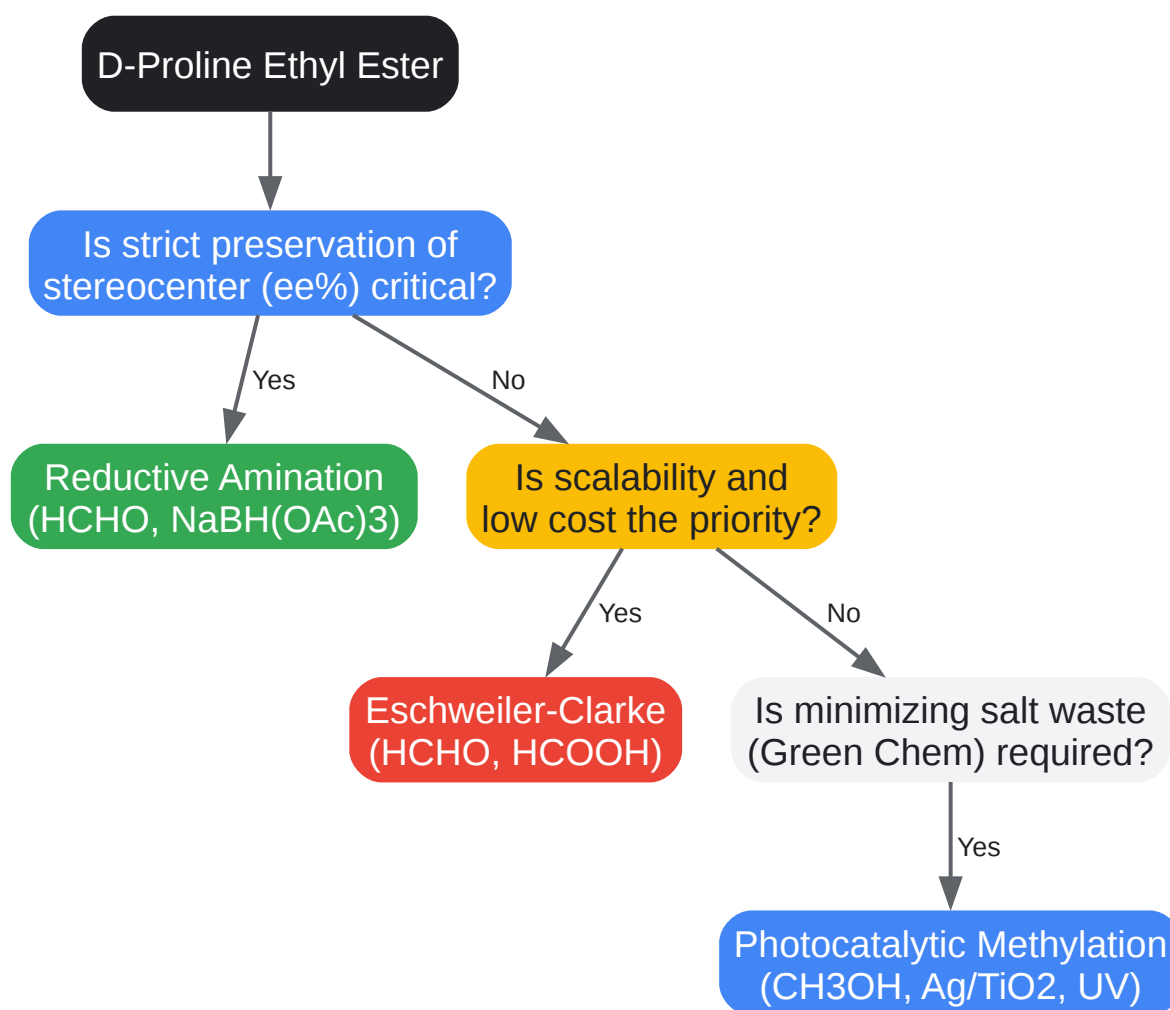 D-Proline Ethyl Ester
Is strict preservation of
stereocenter (ee%) critical?
Yes
No
Reductive Amination
(HCHO, NaBH(OAc)3)
Is scalability and
low cost the priority?
Yes
No
Eschweiler-Clarke
(HCHO, HCOOH)
Is minimizing salt waste
(Green Chem) required?
Yes
Photocatalytic Methylation
(CH3OH, Ag/TiO2, UV)